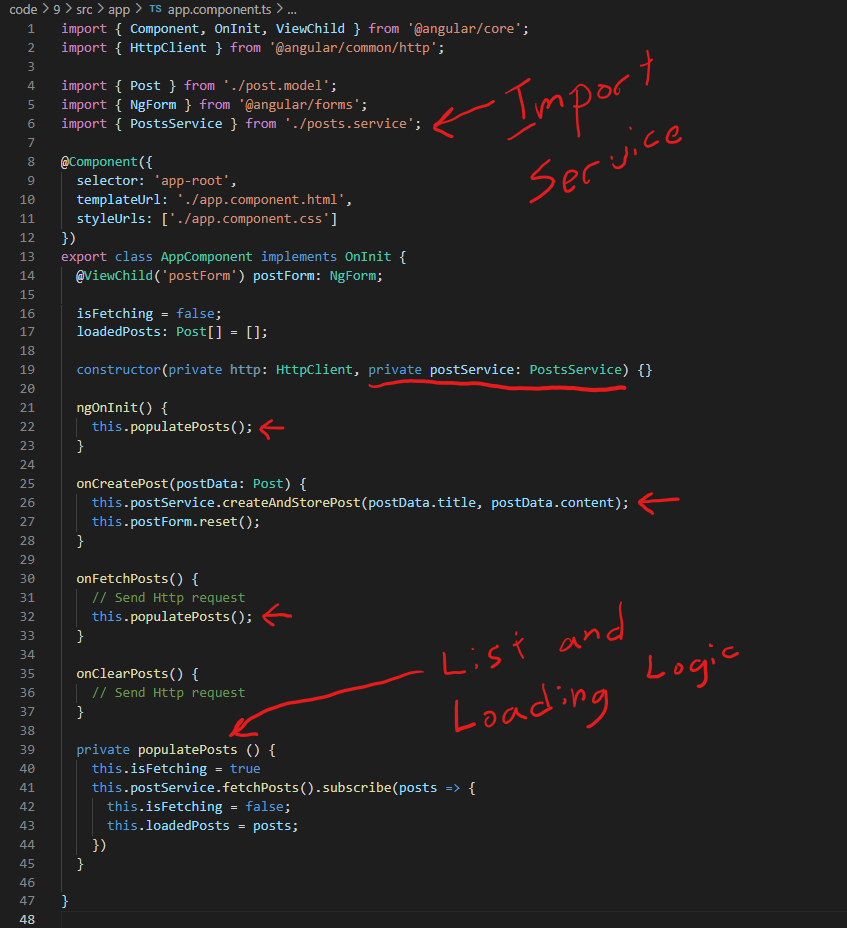 code > 9 > src > app > TS app.component.ts > ...
1 import { Component, OnInit, ViewChild } from '@angular/core';
2 import { HttpClient } from '@angular/common/http';
3
4 import { Post } from './post.model';
5 import { NgForm } from '@angular/forms';
6 import { PostsService } from './posts.service';
Import
Service
7
8 @Component({
9 selector: 'app-root',
10 templateUrl: './app.component.html',
11 styleUrls: ['./app.component.css']
12 })
13 export class AppComponent implements OnInit {
14 @ViewChild('postForm') postForm: NgForm;
15
16 isFetching = false;
17 loadedPosts: Post[] = [];
18
19 constructor(private http: HttpClient, private postService: PostsService) {}
20
21 ngOnInit() {
22 this.populatePosts();
23 }
24
25 onCreatePost(postData: Post) {
26 this.postService.createAndStorePost(postData.title, postData.content);
27 this.postForm.reset();
28 }
29
30 onFetchPosts() {
31 // Send Http request
32 this.populatePosts();
33 }
34
35 onClearPosts() {
36 // Send Http request
37 }
List and
Loading Logic
38
39 private populatePosts () {
40 this.isFetching = true
41 this.postService.fetchPosts().subscribe(posts => {
42 this.isFetching = false;
43 this.loadedPosts = posts;
44 })
45 }
46
47 }
48